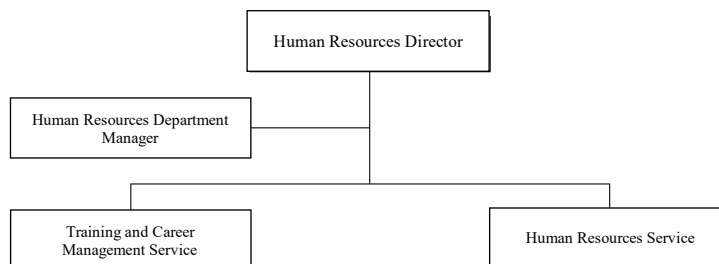 Human Resources Director
Human Resources Department
Manager
Training and Career
Management Service
Human Resources Service